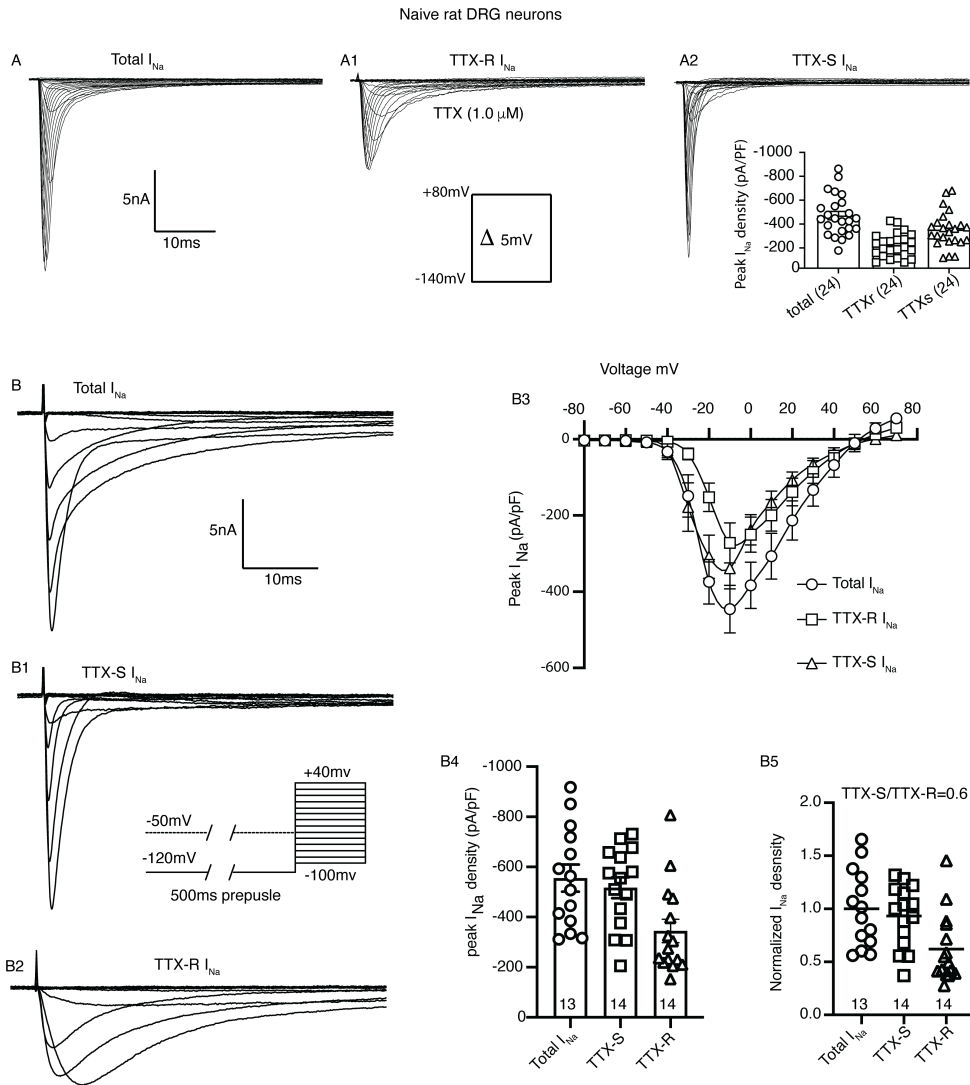 Naive rat DRG neurons
A
Total INa
5nA
10ms
A1
TTX-R INa
TTX (1.0 μM)
+80mV
Δ 5mV
-140mV
A2
TTX-S INa
Peak INa density (pA/PF)
-1000
-800
-600
-400
-200
0
total (24)
TTXr (24)
TTXs (24)
B
Total INa
5nA
10ms
B1
TTX-S INa
+40mv
-50mV
-120mV
-100mv
500ms prepusle
B2
TTX-R INa
B3
Voltage mV
-80
-60
-40
-20
0
20
40
60
80
0
-200
-400
-600
Peak INa(pA/pF)
Total INa
TTX-R INa
TTX-S INa
B4
peak INa density (pA/pF)
-1000
-800
-600
-400
-200
0
13
14
14
Total INa
TTX-S
TTX-R
B5
TTX-S/TTX-R=0.6
Normalized INa desnsity
2.0
1.5
1.0
0.5
0.0
13
14
14
Total INa
TTX-S
TTX-R